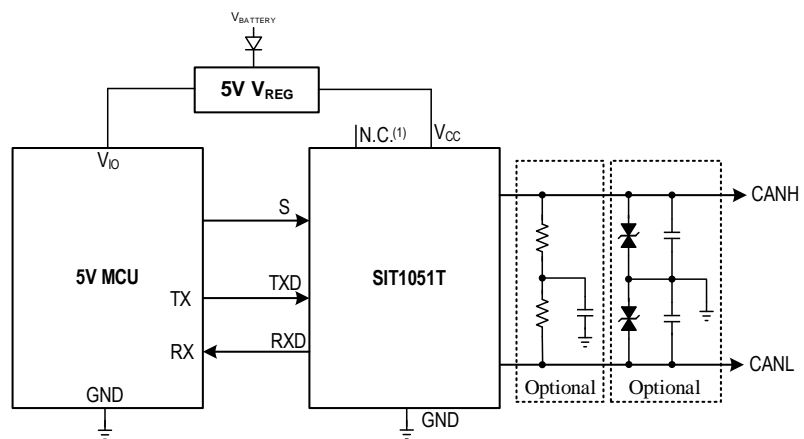 VBATTERY
5V VREG
N.C.(1)
VCC
VIO
S
CANH
5V MCU
SIT1051T
TX
TXD
RX
RXD
CANL
Optional
Optional
GND
GND